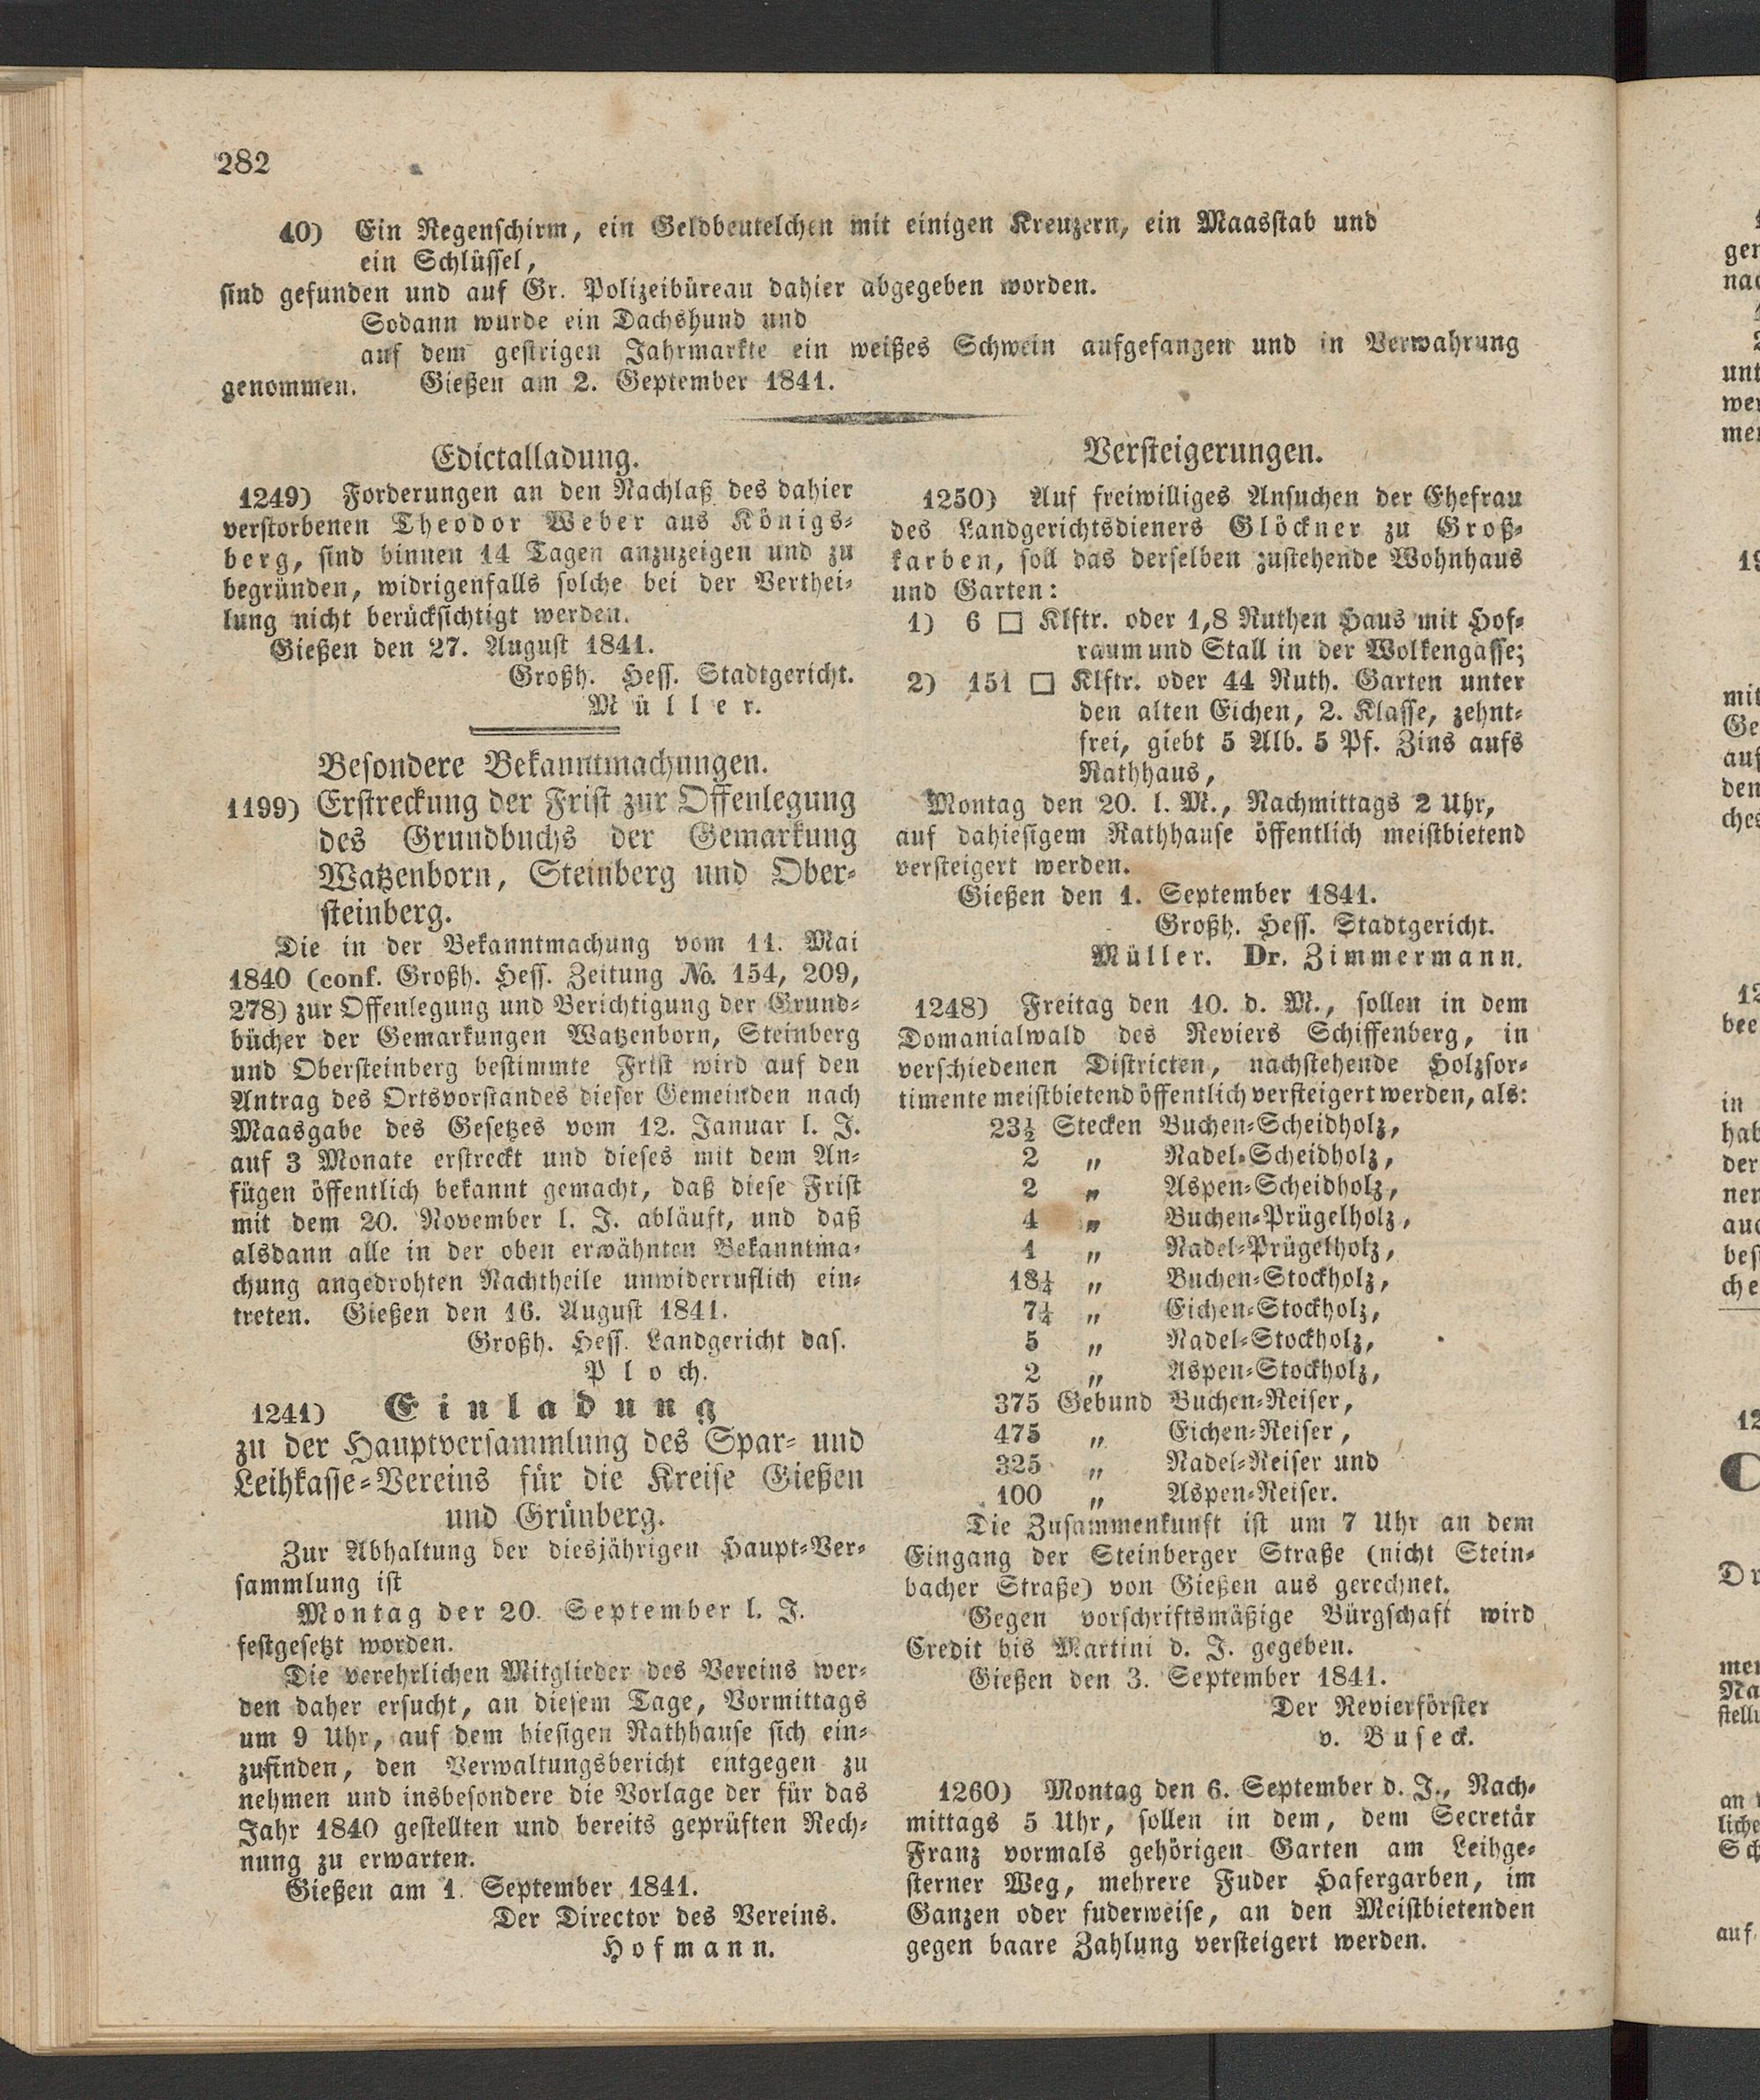 282
40) Ein Regenschirm, ein Geldbeutelchen mit einigen Kreuzern, ein Maasstab und
ein Schlüssel,
sind gefunden und auf Gr. Polizeibüreau dahier abgegeben worden.
Sodann wurde ein Dachshund und
auf dem gestrigen Jahrmarkte ein weißes Schwein aufgefangen und in Verwahrung
genommen. Gießen am 2. Geptember 1841.
Edictalladung.
1249) Forderungen an den Nachlaß des dahier
verstorbenen Theodor Weber aus Königs-
berg, sind binnen 14 Tagen anzuzeigen und zu
begründen, widrigenfalls solche bei der Verthei-
lung nicht berücksichtigt werden.
Gießen den 27. August 1841.
Großh. Hess. Stadtgericht.
Müller.
Besondere Bekanntmachungen.
1199) Erstreckung der Frist zur Offenlegung
des Grundbuchs der Gemarkung
Watzenborn, Steinberg und Ober-
steinberg.
Die in der Bekanntmachung vom 11. Mai
1840 (conf. Großh. Hess. Zeitung No. 154, 209,
278) zur Offenlegung und Berichtigung der Grund-
bücher der Gemarkungen Watzenborn, Steinberg
und Obersteinberg bestimmte Frist wird auf den
Antrag des Ortsvorstandes dieser Gemeinden nach
Maasgabe des Gesetzes vom 12. Januar l. J.
auf 3 Monate erstreckt und dieses mit dem An-
fügen öffentlich bekannt gemacht, daß diese Frist
mit dem 20. November l. J. abläuft, und daß
alsdann alle in der oben erwähnten Bekanntma-
chung angedrohten Nachtheile unwiderruflich ein-
treten. Gießen den 16. August 1841.
Großh. Hess. Landgericht das.
Ploch.
1241) Einladung
zu der Hauptversammlung des Spar- und
Leihkasse-Vereins für die Kreise Gießen
und Grünberg.
Zur Abhaltung der diesjährigen Haupt-Ver-
sammlung ist
Montag der 20. September l. J.
festgesetzt worden.
Die verehrlichen Mitglieder des Vereins wer-
den daher ersucht, an diesem Tage, Vormittags
um 9 Uhr, auf dem hiesigen Rathhause sich ein-
zufinden, den Verwaltungsbericht entgegen zu
nehmen und insbesondere die Vorlage der für das
Jahr 1840 gestellten und bereits geprüften Rech-
nung zu erwarten.
Gießen am 1. September 1841.
Der Director des Vereins.
Hofmann.
Versteigerungen.
1250) Auf freiwilliges Ansuchen der Ehefrau
des Landgerichtsdieners Glöckner zu Groß-
karben, soll das derselben zustehende Wohnhaus
und Garten:
1) 6 □ Klftr. oder 1,8 Ruthen Haus mit Hof-
raum und Stall in der Wolkengasse;
2) 151 □ Klftr. oder 44 Ruth. Garten unter
den alten Eichen, 2. Klasse, zehnt-
frei, giebt 5 Alb. 5 Pf. Zins aufs
Rathhaus,
Montag den 20. l. M., Nachmittags 2 Uhr,
auf dahiesigem Rathhause öffentlich meistbietend
versteigert werden.
Gießen den 1. September 1841.
Großh. Hess. Stadtgericht.
Müller. Dr. Zimmermann.
1248) Freitag den 10. d. M., sollen in dem
Domanialwald des Reviers Schiffenberg, in
verschiedenen Districten, nachstehende Holzsor-
timente meistbietend öffentlich versteigert werden, als:
23½ Stecken Buchen-Scheidholz,
2 „ Nadel-Scheidholz,
2 „ Aspen-Scheidholz,
4 „ Buchen-Prügelholz,
1 „ Nadel-Prügelholz,
18¼ „ Buchen-Stockholz,
7¼ „ Eichen-Stockholz,
5 „ Nadel-Stockholz,
2 „ Aspen-Stockholz,
375 Gebund Buchen-Reiser,
475 „ Eichen-Reiser,
325 „ Nadel-Reiser und
100 „ Aspen-Reiser.
Die Zusammenkunft ist um 7 Uhr an dem
Eingang der Steinberger Straße (nicht Stein-
bacher Straße) von Gießen aus gerechnet.
Gegen vorschriftsmäßige Bürgschaft wird
Credit bis Martini d. J. gegeben.
Gießen den 3. September 1841.
Der Revierförster
v. Buseck.
1260) Montag den 6. September d. J., Nach-
mittags 5 Uhr, sollen in dem, dem Secretär
Franz vormals gehörigen Garten am Leihge-
sterner Weg, mehrere Fuder Hafergarben, im
Ganzen oder fuderweise, an den Meistbietenden
gegen baare Zahlung versteigert werden.